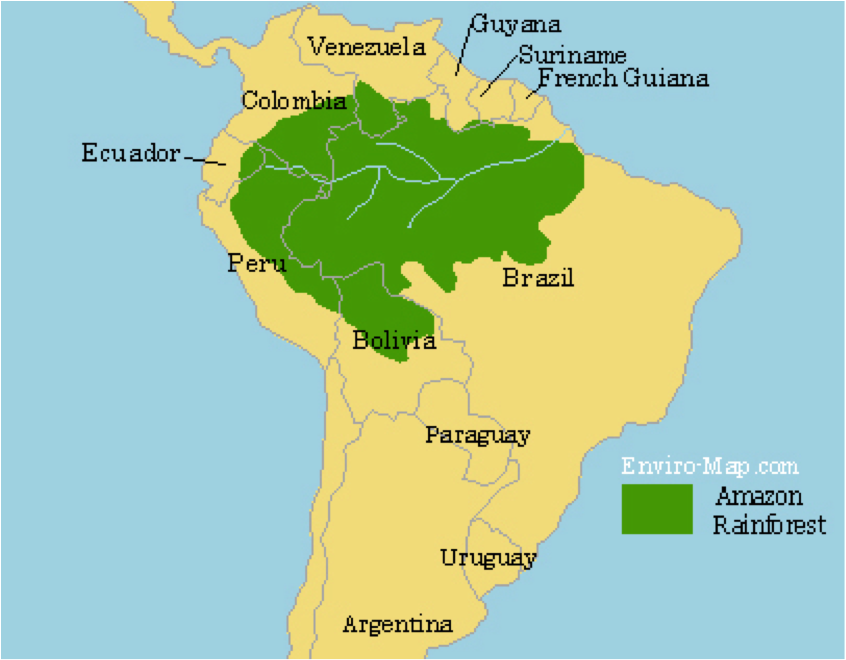 Guyana
Venezuela
Suriname
French Guiana
Colombia
Ecuador
Peru
Brazil
Bolivia
Paraguay
Enviro-Map.com
Amazon
Rainforest
Uruguay
Argentina